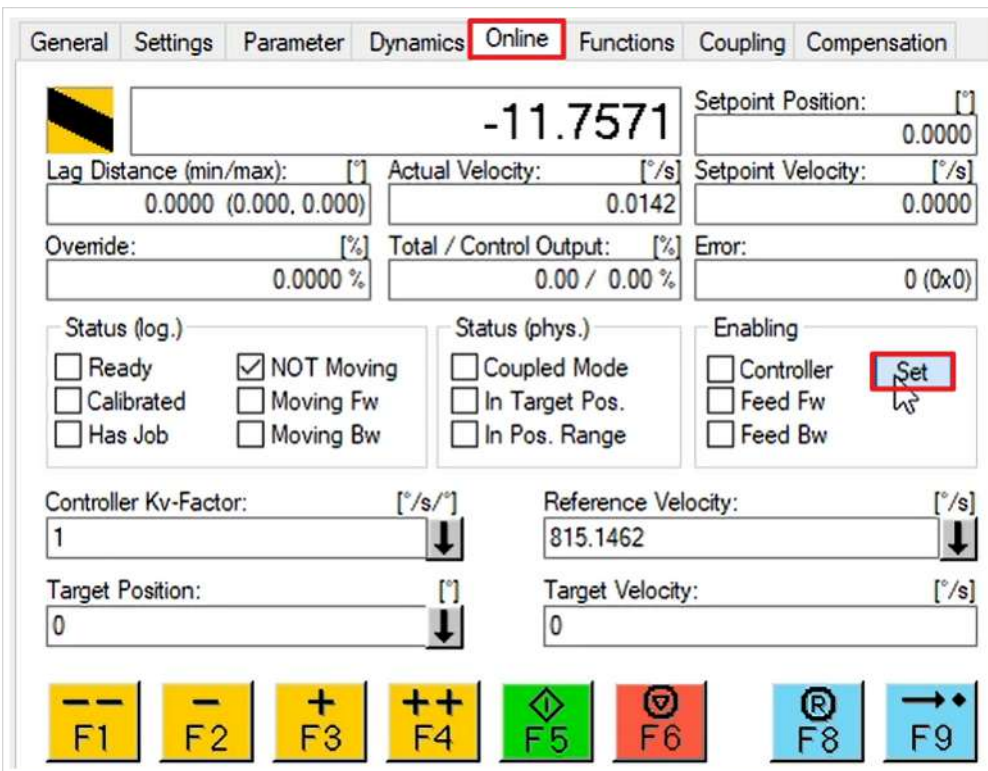 General Settings Parameter Dynamics Online Functions Coupling Compensation
-11.7571
Setpoint Position: [°]
0.0000
Lag Distance (min/max): [°] Actual Velocity: [°/s] Setpoint Velocity: [°/s]
0.0000 (0.000, 0.000) 0.0142 0.0000
Override: [%] Total / Control Output: [%] Error:
0.0000 % 0.00 / 0.00 % 0 (0x0)
Status (log.) Status (phys.) Enabling
Ready NOT Moving Coupled Mode Controller Set
Calibrated Moving Fw In Target Pos. Feed Fw
Has Job Moving Bw In Pos. Range Feed Bw
Controller Kv-Factor: [°/s/°] Reference Velocity: [°/s]
1 815.1462
Target Position: [°] Target Velocity: [°/s]
0 0
-- - + ++ R
F1 F2 F3 F4 F5 F6 F8 F9